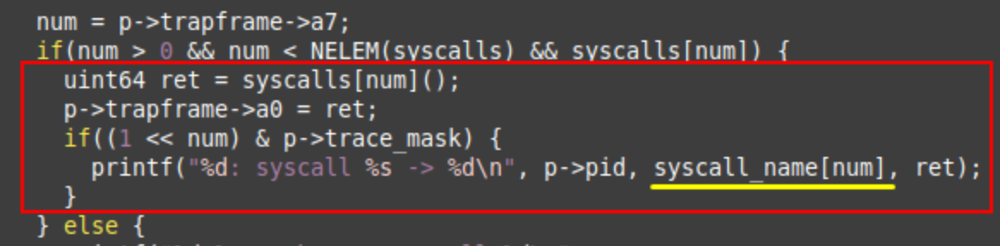 num = p->trapframe->a7;
if(num > 0 && num < NELEM(syscalls) && syscalls[num]) {
uint64 ret = syscalls[num]();
p->trapframe->a0 = ret;
if((1 << num) & p->trace_mask) {
printf("%d: syscall %s -> %d\n", p->pid, syscall_name[num], ret);
}
} else {